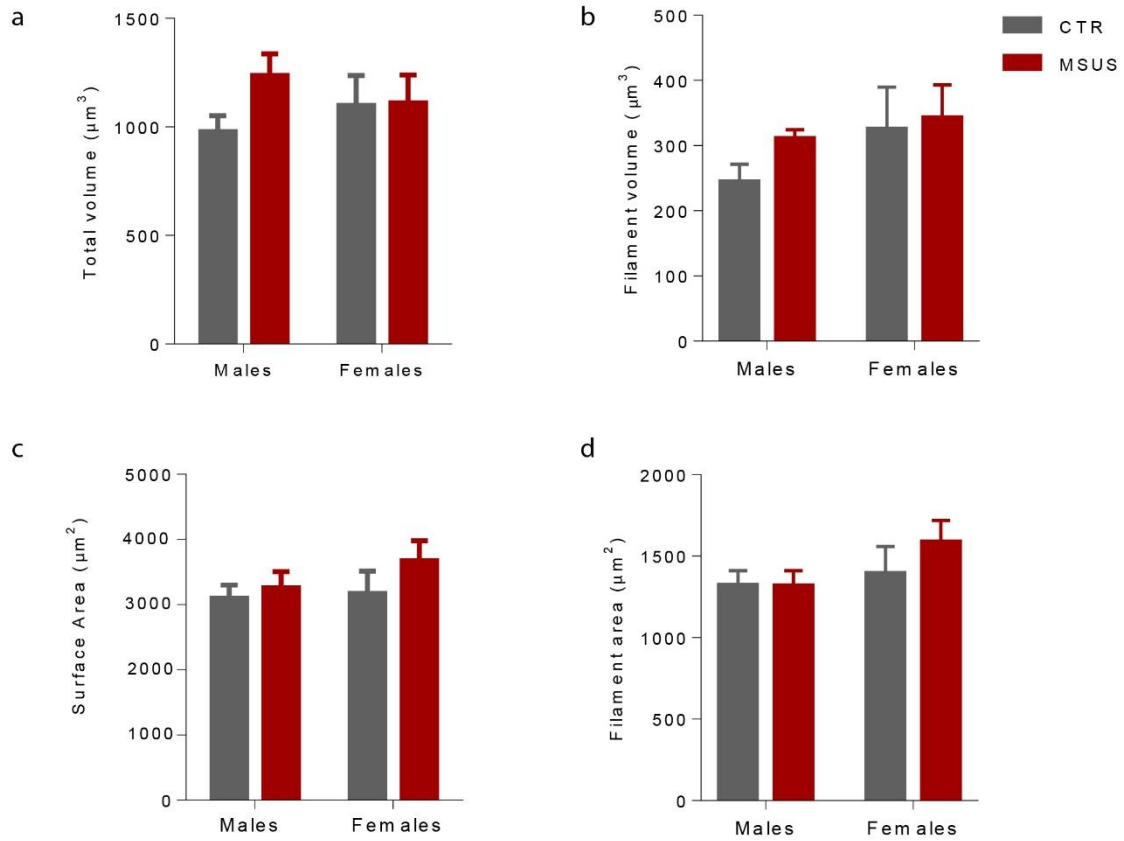 a
Total volume (µm³)
1500
1000
500
0
Males Females
b
Filament volume (µm³)
500
400
300
200
100
0
Males Females
CTR
MSUS
c
Surface Area (µm²)
5000
4000
3000
2000
1000
0
Males Females
d
Filament area (µm²)
2000
1500
1000
500
0
Males Females